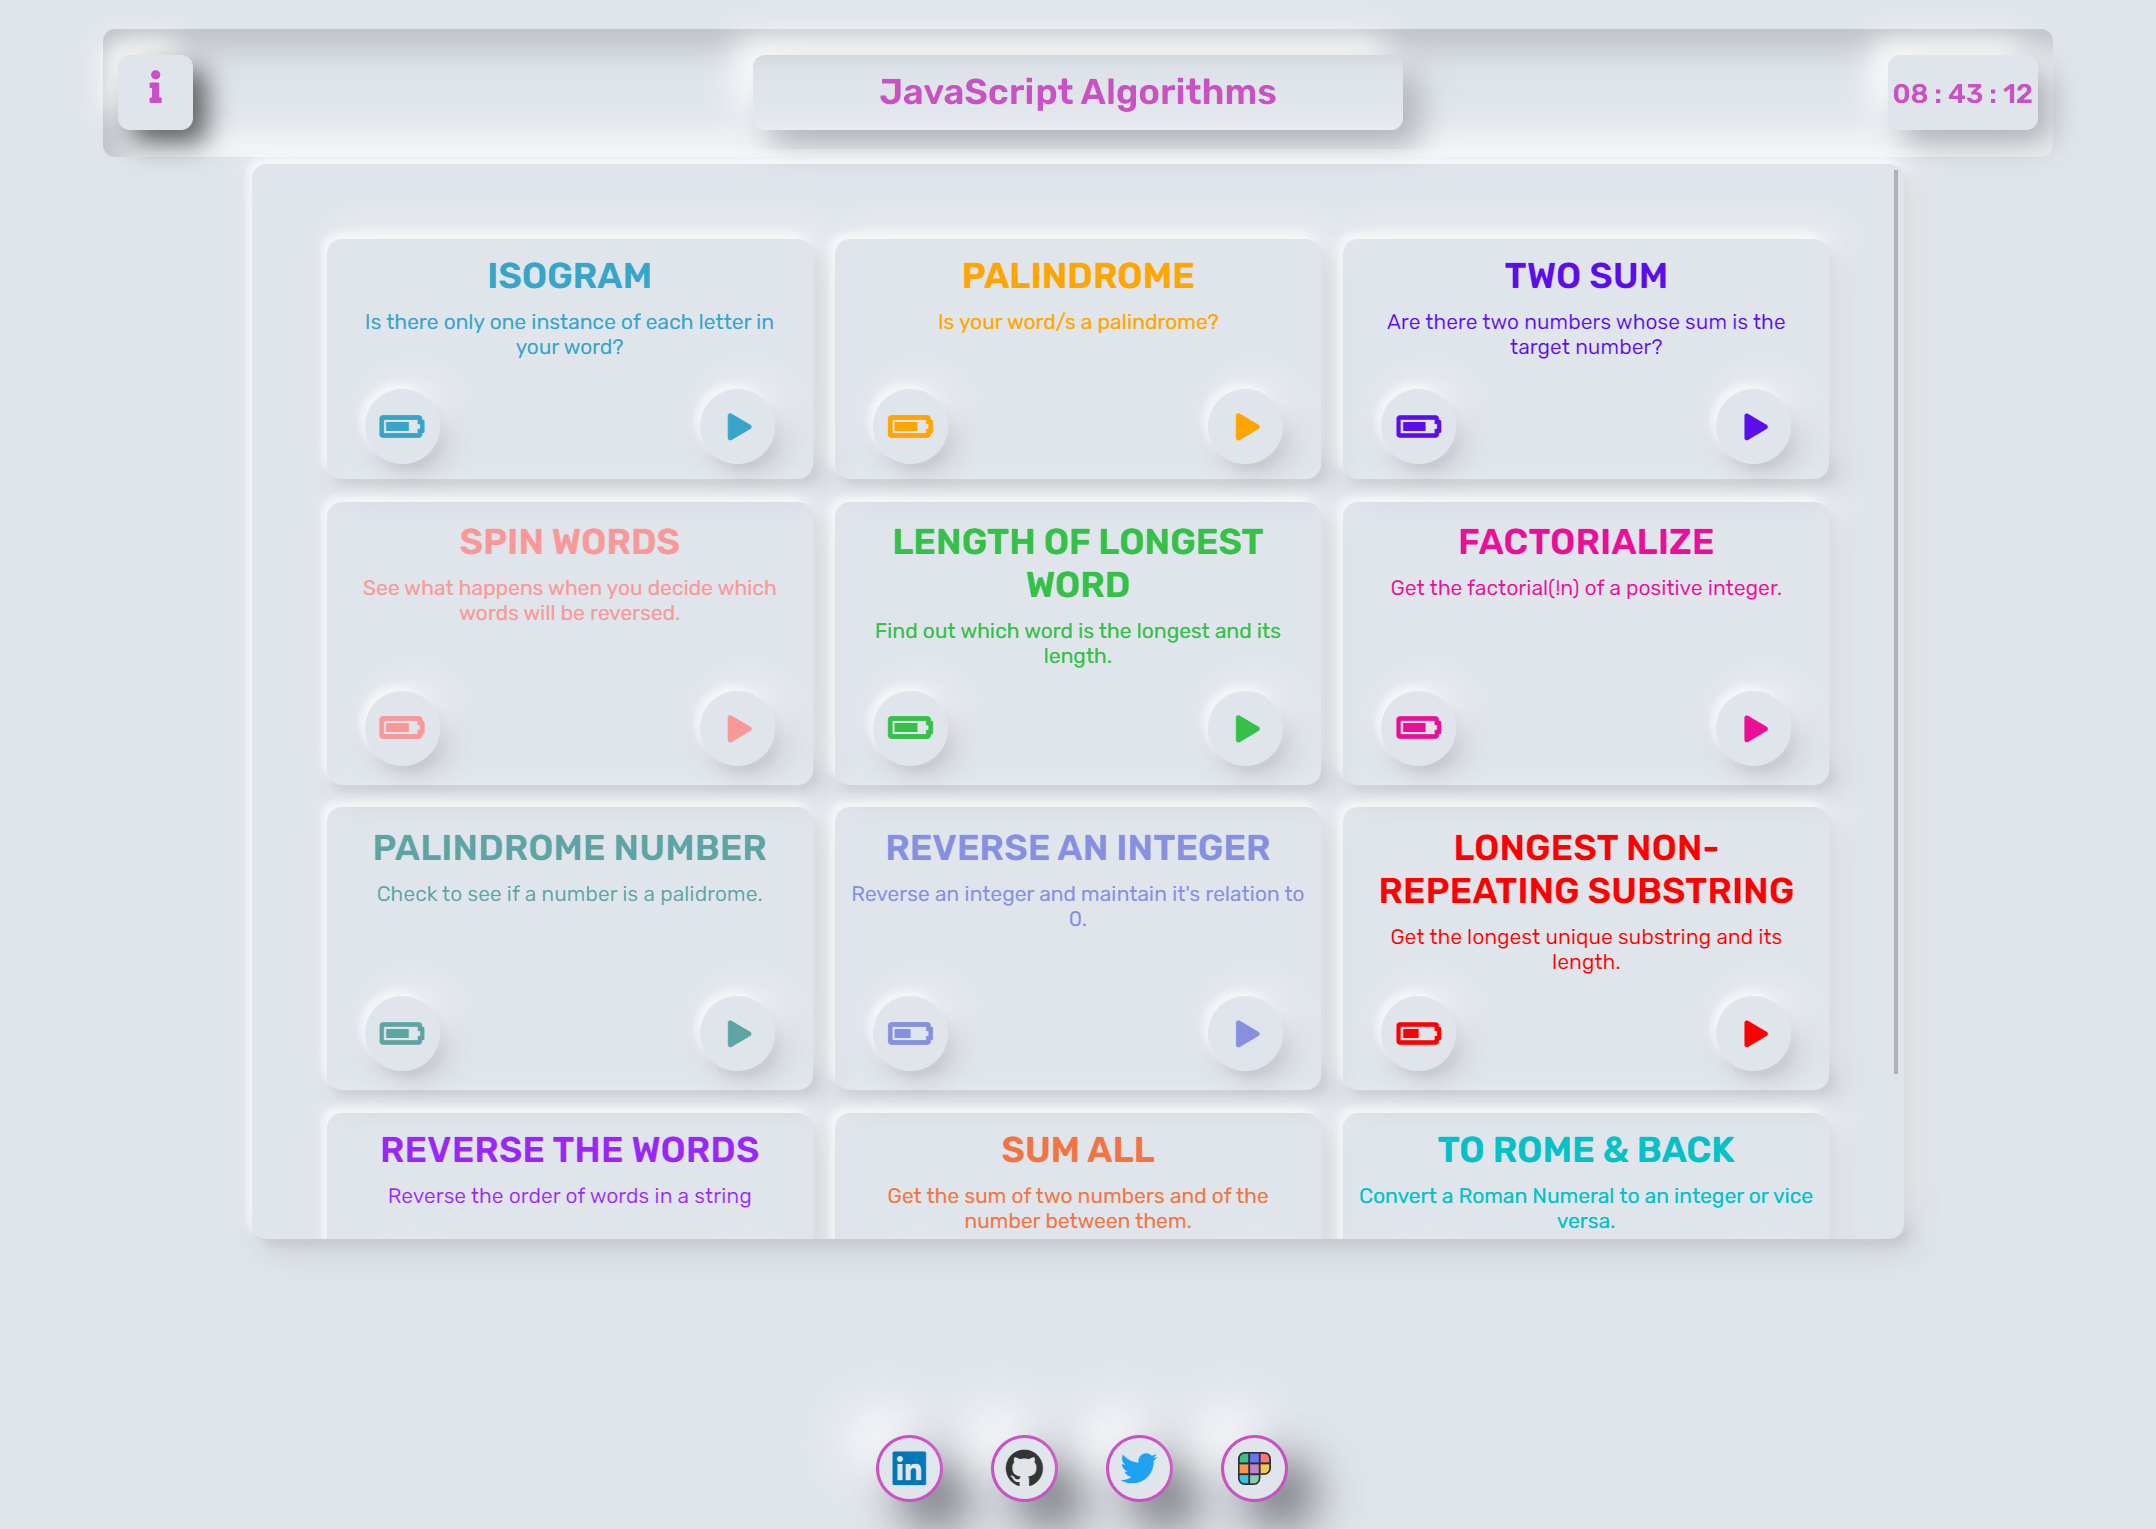 JavaScript Algorithms
08 : 43 : 12
ISOGRAM
Is there only one instance of each letter in
your word?
PALINDROME
Is your word/s a palindrome?
TWO SUM
Are there two numbers whose sum is the
target number?
SPIN WORDS
See what happens when you decide which
words will be reversed.
LENGTH OF LONGEST
WORD
Find out which word is the longest and its
length.
FACTORIALIZE
Get the factorial(!n) of a positive integer.
PALINDROME NUMBER
Check to see if a number is a palidrome.
REVERSE AN INTEGER
Reverse an integer and maintain it's relation to
0.
LONGEST NON-
REPEATING SUBSTRING
Get the longest unique substring and its
length.
REVERSE THE WORDS
Reverse the order of words in a string
SUM ALL
Get the sum of two numbers and of the
number between them.
TO ROME & BACK
Convert a Roman Numeral to an integer or vice
versa.
in